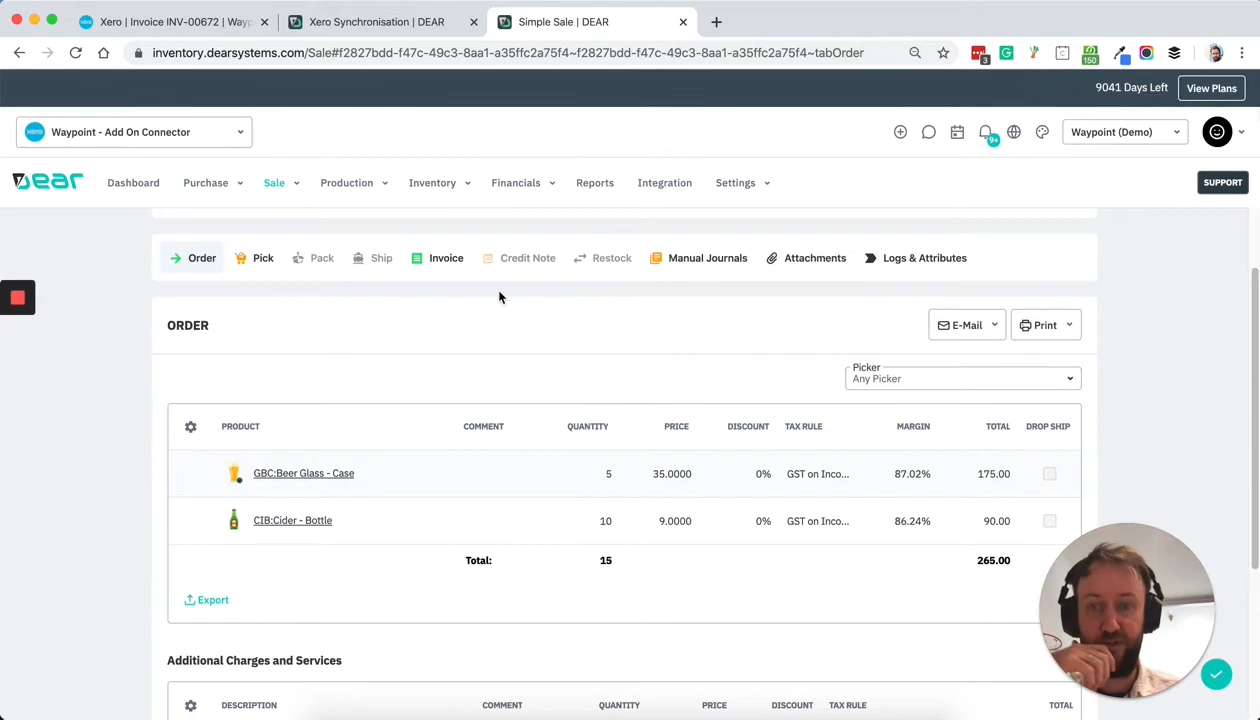 Xero | Invoice INV-00672 | Wayp
Xero Synchronisation | DEAR
Simple Sale | DEAR
inventory.dearsystems.com/Sale#f2827bdd-f47c-49c3-8aa1-a35ffc2a75f4~f2827bdd-f47c-49c3-8aa1-a35ffc2a75f4~tabOrder
3
150
9041 Days Left
View Plans
xero
Waypoint - Add On Connector
9+
Waypoint (Demo)
Dear
Dashboard
Purchase
Sale
Production
Inventory
Financials
Reports
Integration
Settings
SUPPORT
Order
Pick
Pack
Ship
Invoice
Credit Note
Restock
Manual Journals
Attachments
Logs & Attributes
ORDER
E-Mail
Print
Picker
Any Picker
PRODUCT COMMENT QUANTITY PRICE DISCOUNT TAX RULE MARGIN TOTAL DROP SHIP
GBC:Beer Glass - Case 5 35.0000 0% GST on Inco... 87.02% 175.00
CIB:Cider - Bottle 10 9.0000 0% GST on Inco... 86.24% 90.00
Total: 15 265.00
Export
Additional Charges and Services
DESCRIPTION COMMENT QUANTITY PRICE DISCOUNT TAX RULE TOTAL